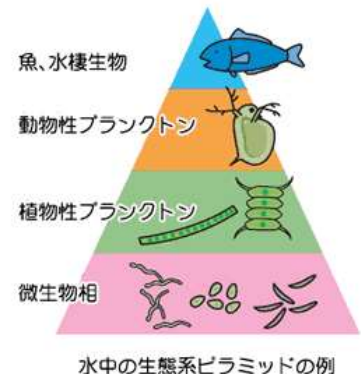 魚、水棲生物
動物性プランクトン
植物性プランクトン
微生物相
水中の生態系ピラミッドの例